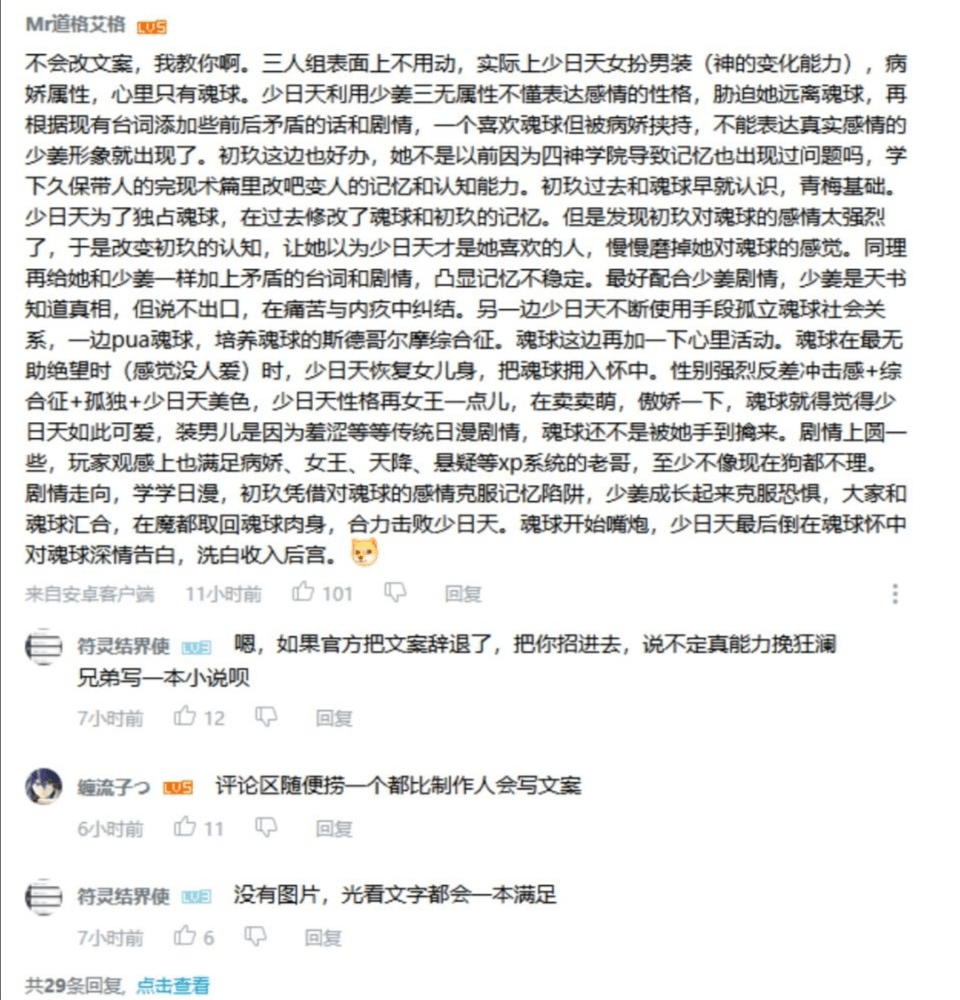 Mr道格艾格 LV5
不会改文案，我教你啊。三人组表面上不用动，实际上少日天女扮男装（神的变化能力），病
娇属性，心里只有魂球。少日天利用少姜三无属性不懂表达感情的性格，胁迫她远离魂球，再
根据现有台词添加些前后矛盾的话和剧情，一个喜欢魂球但被病娇挟持，不能表达真实感情的
少姜形象就出现了。初玖这边也好办，她不是以前因为四神学院导致记忆也出现过问题吗，学
下久保带人的完现术篇里改吧变人的记忆和认知能力。初玖过去和魂球早就认识，青梅基础。
少日天为了独占魂球，在过去修改了魂球和初玖的记忆。但是发现初玖对魂球的感情太强烈
了，于是改变初玖的认知，让她以为少日天才是她喜欢的人，慢慢磨掉她对魂球的感觉。同理
再给她和少姜一样加上矛盾的台词和剧情，凸显记忆不稳定。最好配合少姜剧情，少姜是天书
知道真相，但说不出口，在痛苦与内疚中纠结。另一边少日天不断使用手段孤立魂球社会关
系，一边pua魂球，培养魂球的斯德哥尔摩综合征。魂球这边再加一下心里活动。魂球在最无
助绝望时（感觉没人爱）时，少日天恢复女儿身，把魂球拥入怀中。性别强烈反差冲击感+综
合征+孤独+少日天美色，少日天性格再女王一点儿，在卖卖萌，傲娇一下，魂球就得觉得少
日天如此可爱，装男儿是因为羞涩等等传统日漫剧情，魂球还不是被她手到擒来。剧情上圆一
些，玩家观感上也满足病娇、女王、天降、悬疑等xp系统的老哥，至少不像现在狗都不理。
剧情走向，学学日漫，初玖凭借对魂球的感情克服记忆陷阱，少姜成长起来克服恐惧，大家和
魂球汇合，在魔都取回魂球肉身，合力击败少日天。魂球开始嘴炮，少日天最后倒在魂球怀中
对魂球深情告白，洗白收入后宫。
来自安卓客户端 11小时前 101 回复
符灵结界使 LV3 嗯，如果官方把文案辞退了，把你招进去，说不定真能力挽狂澜
兄弟写一本小说呗
7小时前 12 回复
缠流子つ LV5 评论区随便捞一个都比制作人会写文案
6小时前 11 回复
符灵结界使 LV3 没有图片，光看文字都会一本满足
7小时前 6 回复
共29条回复, 点击查看